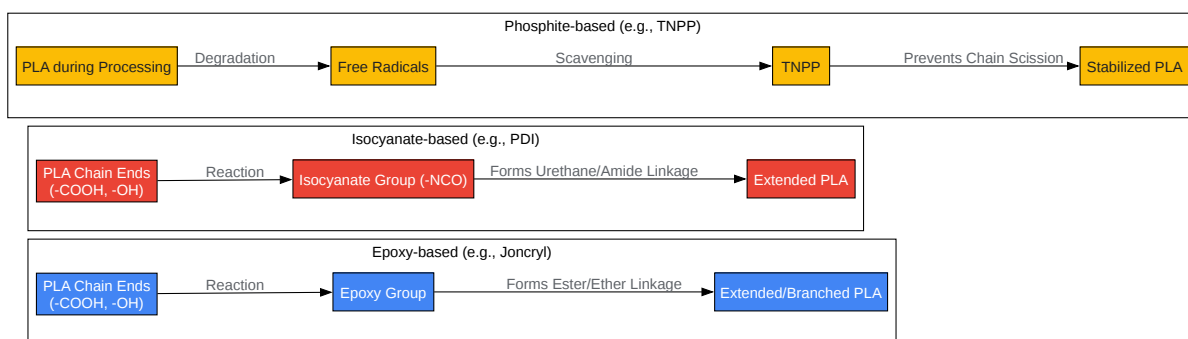 Phosphite-based (e.g., TNPP)
PLA during Processing
Degradation
Free Radicals
Scavenging
TNPP
Prevents Chain Scission
Stabilized PLA
Isocyanate-based (e.g., PDI)
PLA Chain Ends
(-COOH, -OH)
Reaction
Isocyanate Group (-NCO)
Forms Urethane/Amide Linkage
Extended PLA
Epoxy-based (e.g., Joncryl)
PLA Chain Ends
(-COOH, -OH)
Reaction
Epoxy Group
Forms Ester/Ether Linkage
Extended/Branched PLA